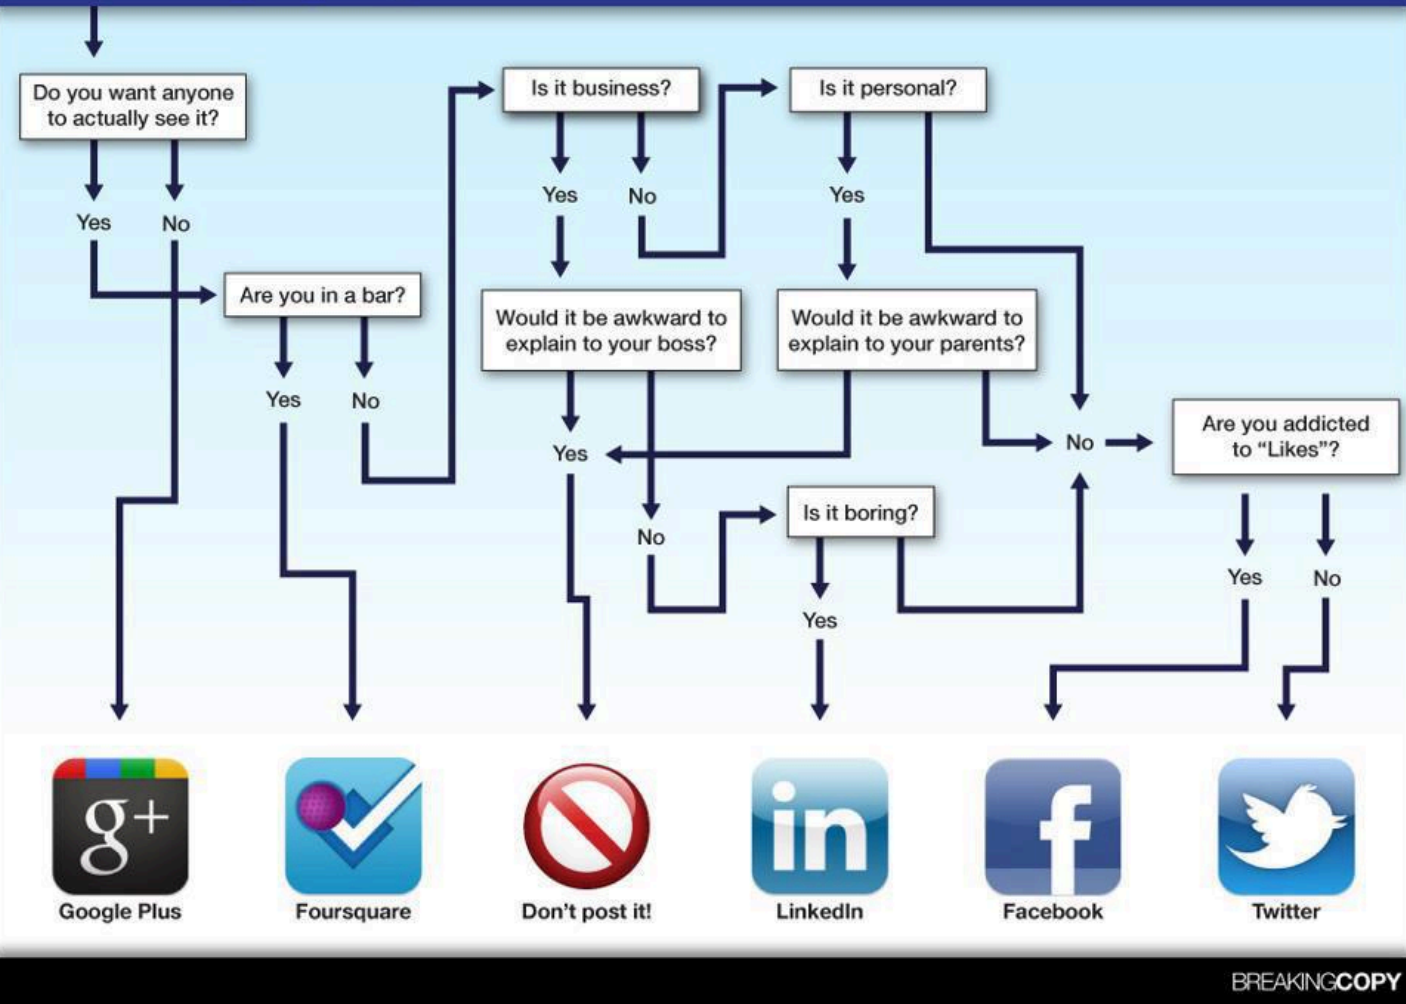 Do you want anyone
to actually see it?
Yes
No
Are you in a bar?
Yes
No
Is it business?
Yes
No
Is it personal?
Yes
Would it be awkward to
explain to your boss?
Yes
No
Would it be awkward to
explain to your parents?
No
Is it boring?
Yes
Are you addicted
to “Likes”?
Yes
No
g+
in
f
Google Plus
Foursquare
Don’t post it!
LinkedIn
Facebook
Twitter
BREAKINGCOPY